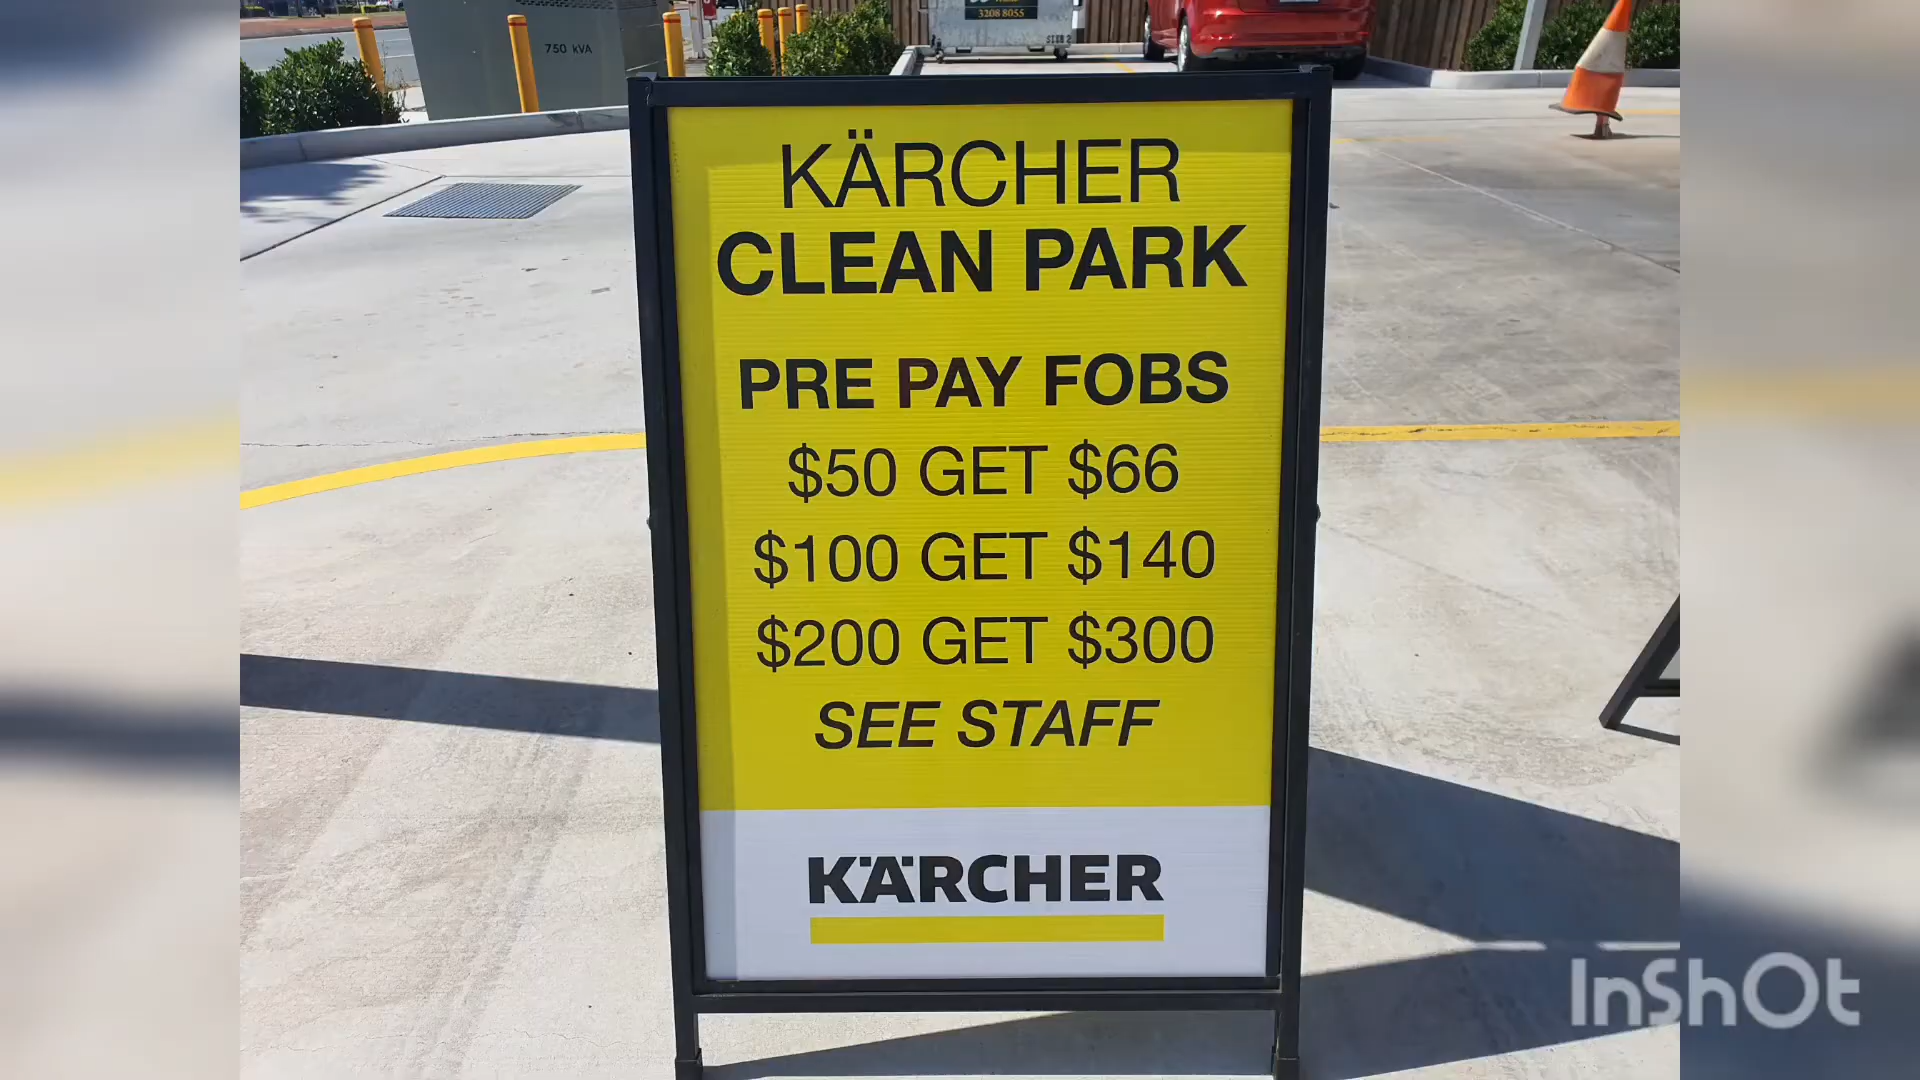 3208 8055
750 kVA
KÄRCHER
CLEAN PARK
PRE PAY FOBS
$50 GET $66
$100 GET $140
$200 GET $300
SEE STAFF
KÄRCHER
InShOt